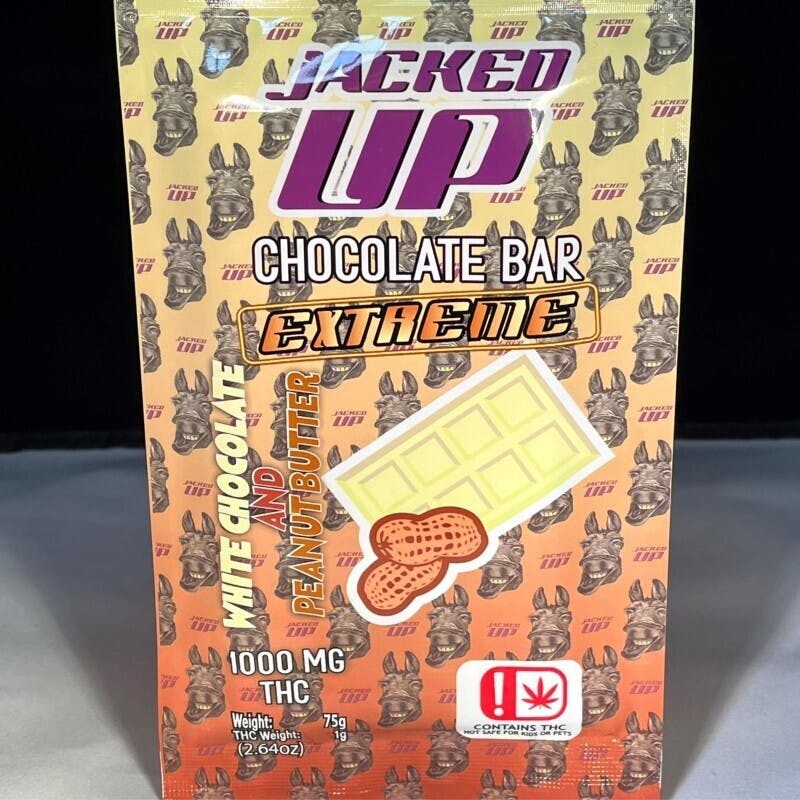 JACKED
UP
CHOCOLATE BAR
EXTREME
WHITE CHOCOLATE
AND
PEANUT BUTTER
1000 MG
THC
Weight: 75g
THC Weight: 1g
(2.64oz)
!
CONTAINS THC
NOT SAFE FOR KIDS OR PETS